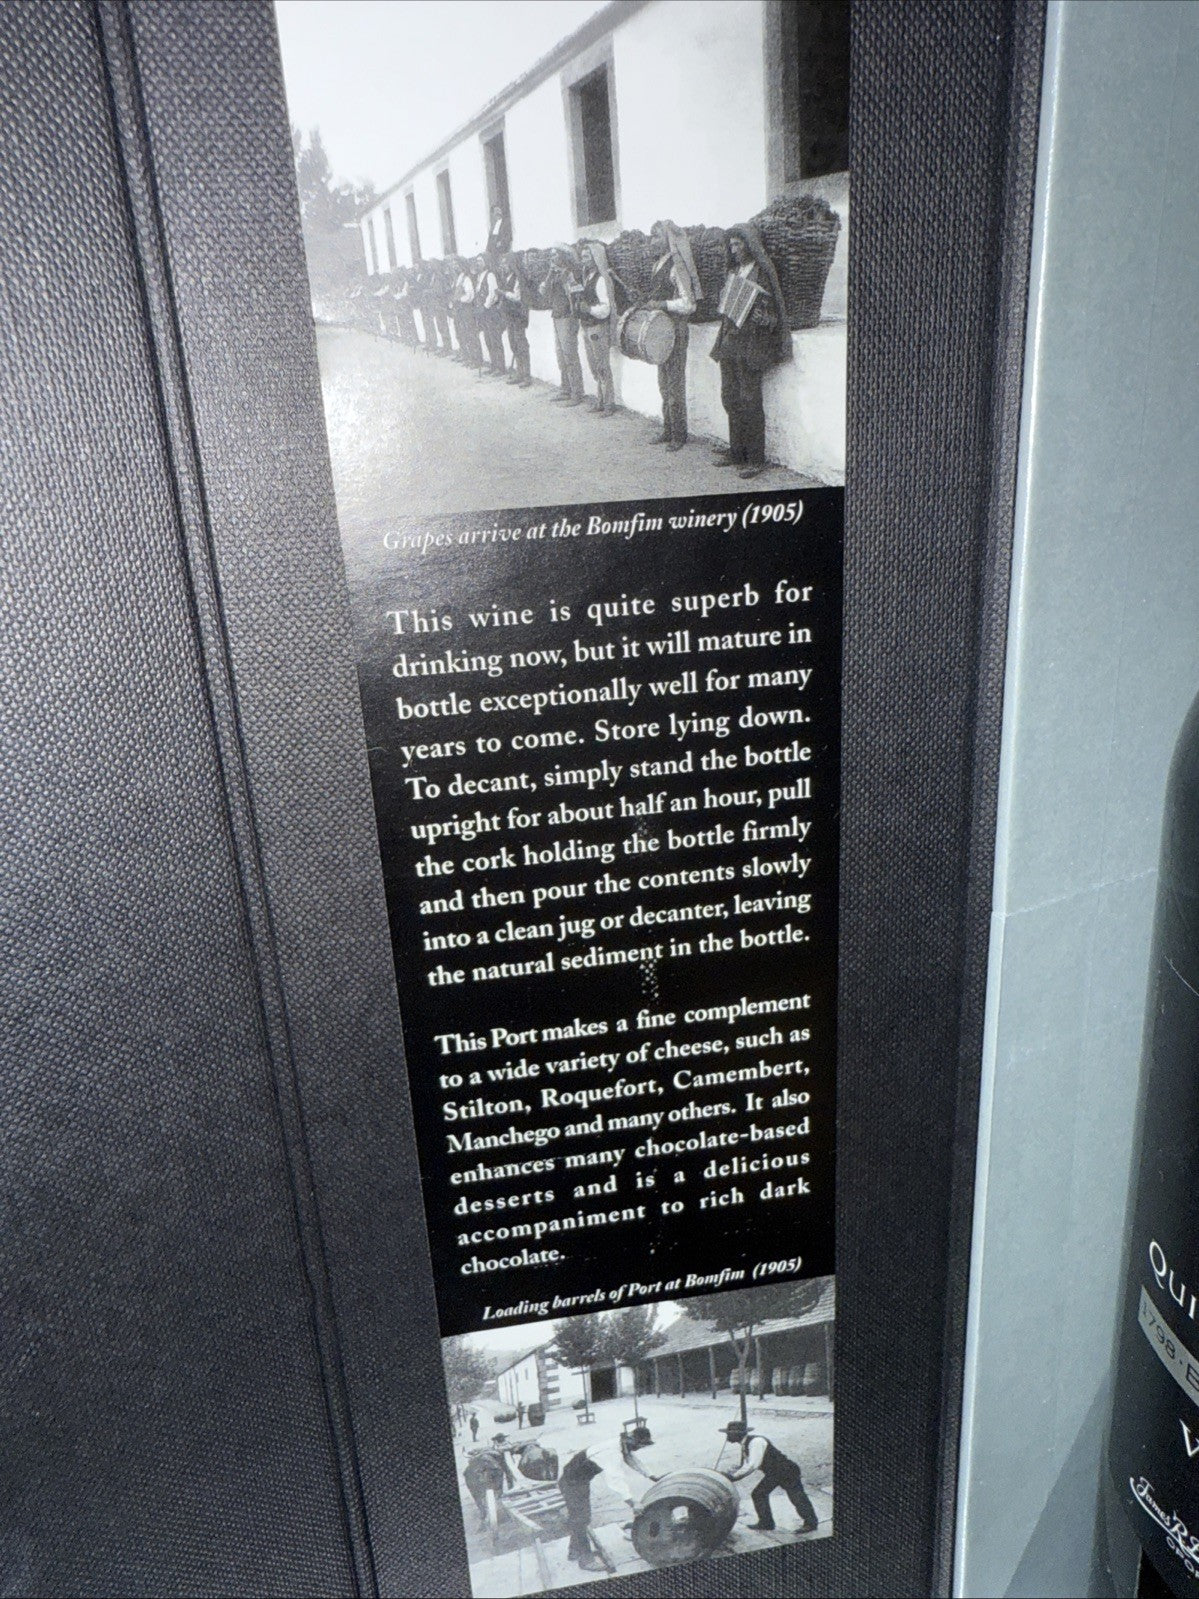 Grapes arrive at the Bomfim winery (1905)
This wine is quite superb for
drinking now, but it will mature in
bottle exceptionally well for many
years to come. Store lying down.
To decant, simply stand the bottle
upright for about half an hour, pull
the cork holding the bottle firmly
and then pour the contents slowly
into a clean jug or decanter, leaving
the natural sediment in the bottle.
This Port makes a fine complement
to a wide variety of cheese, such as
Stilton, Roquefort, Camembert,
Manchego and many others. It also
enhances many chocolate-based
desserts and is a delicious
accompaniment to rich dark
chocolate.
Loading barrels of Port at Bomfim (1905)
QUI
1798
James R